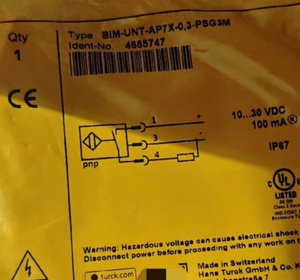 Qty Type BIM-UNT-AP7X-0,3-PSG3M
1 Ident-No. 4685747
CE
1 +
3 -
4
pnp
10...30 VDC
100 mA
IP67
UL
LISTED
Warning: Hazardous voltage can cause electrical shock
Disconnect power before proceeding with any work on
turck.com
Made in Switzerland
Hans Turck GmbH & Co. K